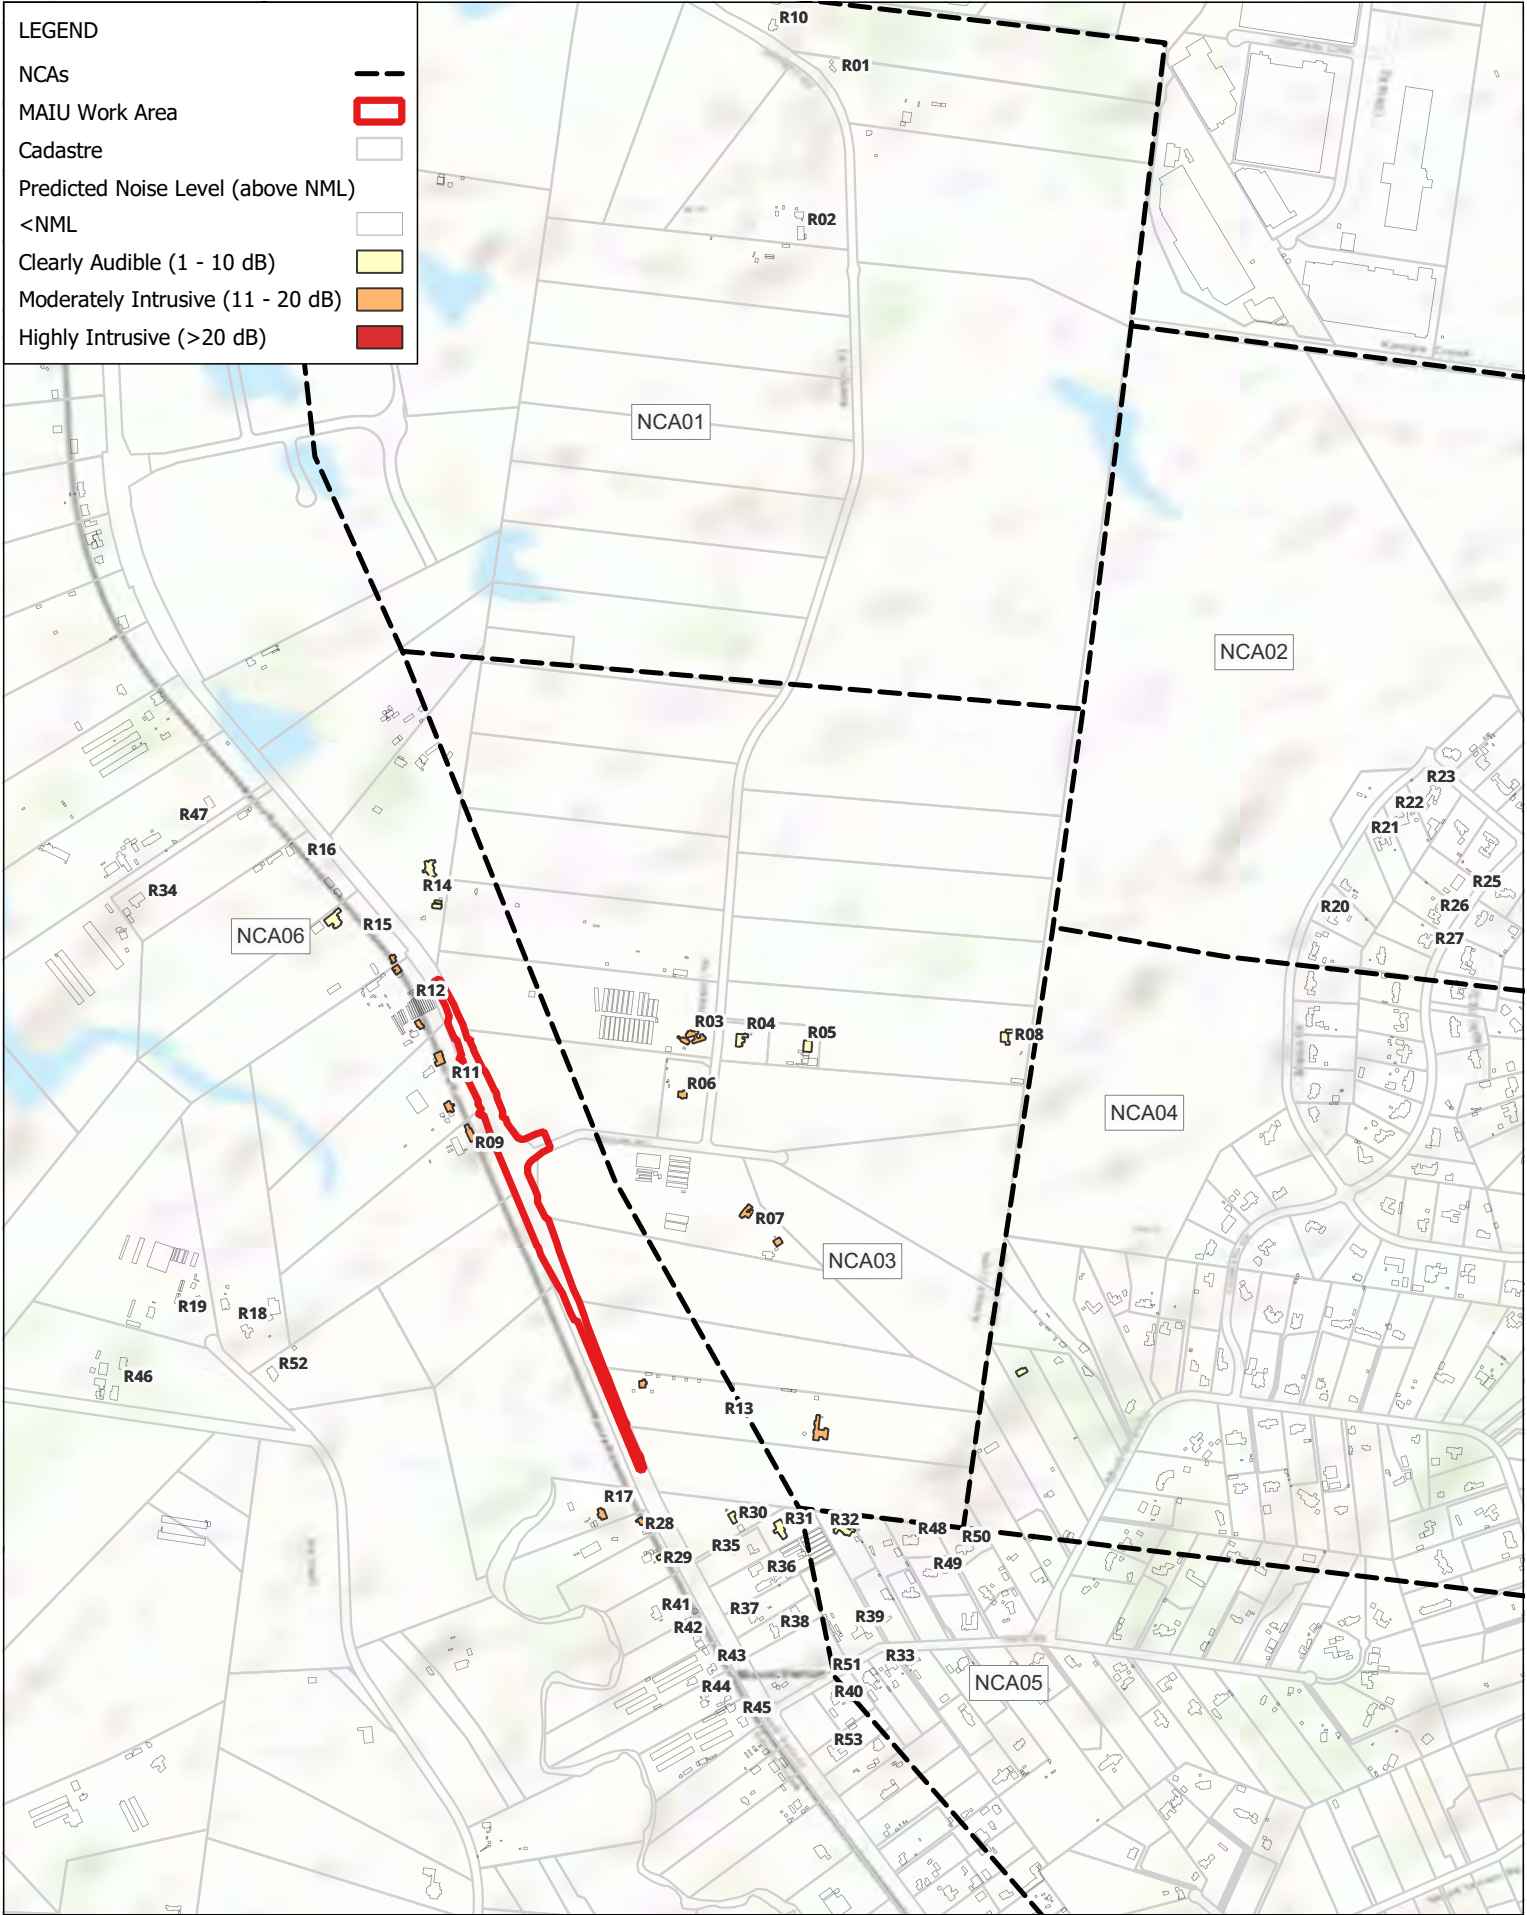 LEGEND
NCAs
MAIU Work Area
Cadastre
Predicted Noise Level (above NML)
<NML
Clearly Audible (1 - 10 dB)
Moderately Intrusive (11 - 20 dB)
Highly Intrusive (>20 dB)
R10
R01
R02
NCA01
NCA02
R23
R22
R21
R47
R16
R14
R34
R25
R20
R26
R15
NCA06
R27
R12
R03
R04
R05
R08
R11
R06
NCA04
R09
R07
NCA03
R19
R18
R52
R46
R13
R17
R30
R31
R32
R28
R48
R50
R35
R29
R36
R49
R41
R37
R38
R39
R42
R43
R51
R33
R44
R40
NCA05
R45
R53